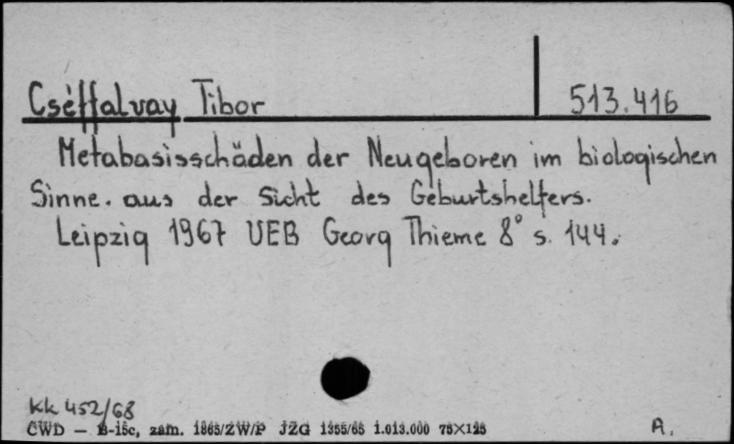 Cséffalvay Tibor 513.416
Metabasisschäden der Neugeboren im biologischen
Sinne. aus der Sicht des Geburtshelfers.
Leipzig 1967 VEB Georg Thieme 8° s. 144.
kk 452/68
CWD — B-15c, zam. 1865/ZW/P JZG 1355/65 1.013.000 75×125 A.